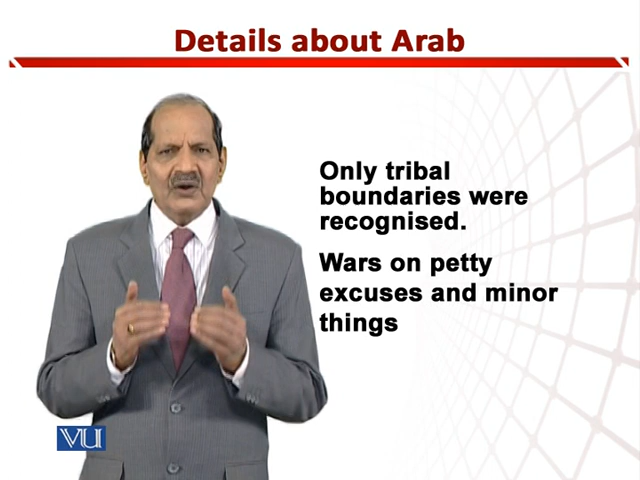 Details about Arab
Only tribal
boundaries were
recognised.
Wars on petty
excuses and minor
things
VU